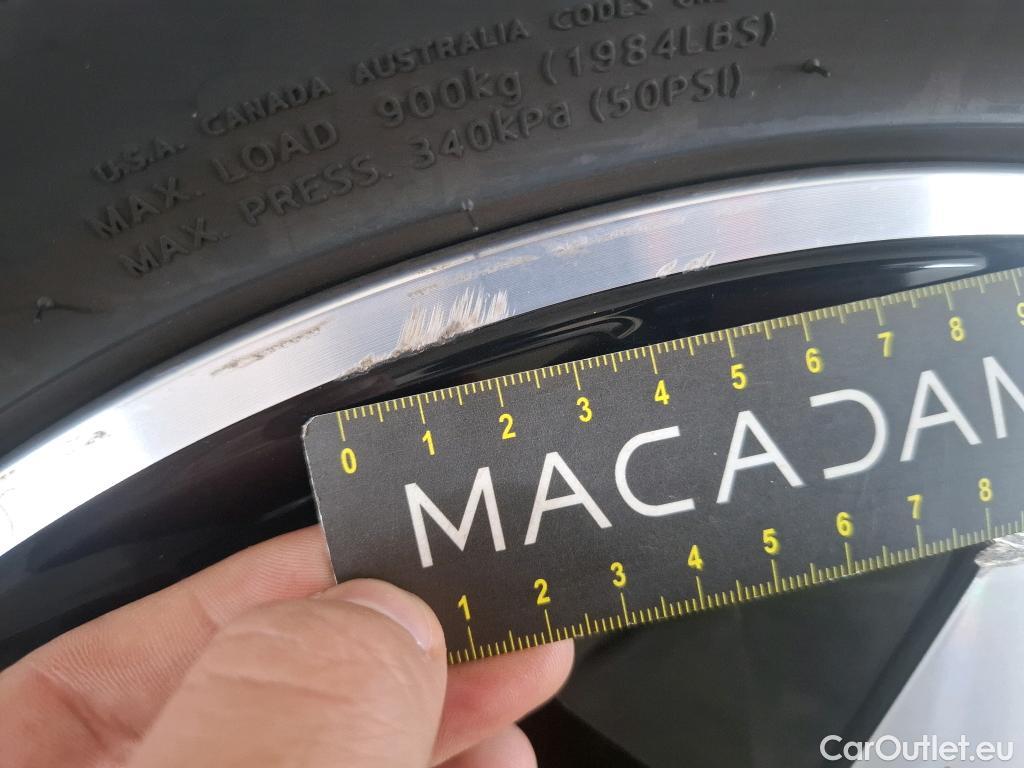 U.S.A. CANADA AUSTRALIA CODES
MAX. LOAD 900kg (1984LBS)
MAX. PRESS. 340kPa (50PSI)
0 1 2 3 4 5 6 7 8 9
MACADAM
1 2 3 4 5 6 7 8
CarOutlet.eu